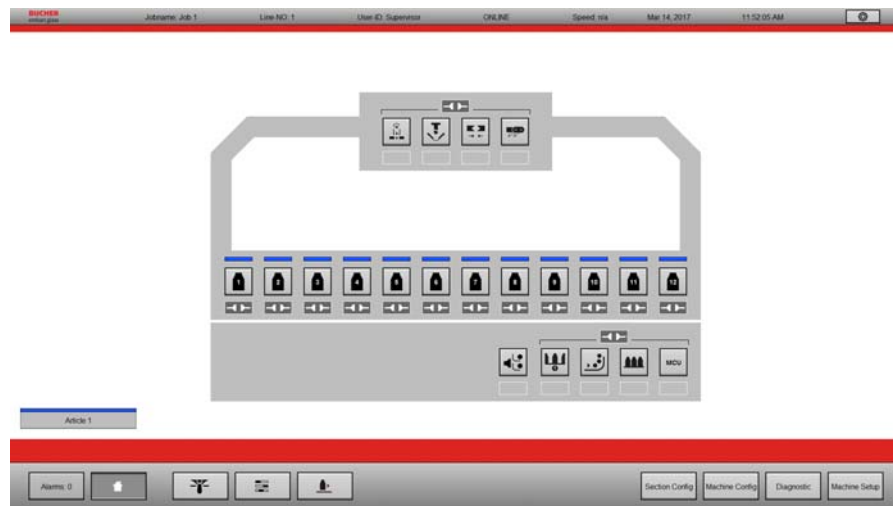 BUCHER
emhart glass
Jobname: Job 1
Line-NO: 1
User-ID: Supervisor
ONLINE
Speed: n/a
Mar 14, 2017
11:52:05 AM
1 2 3 4 5 6 7 8 9 10 11 12
MCU
Article 1
Alarms: 0
Section Config
Machine Config
Diagnostic
Machine Setup